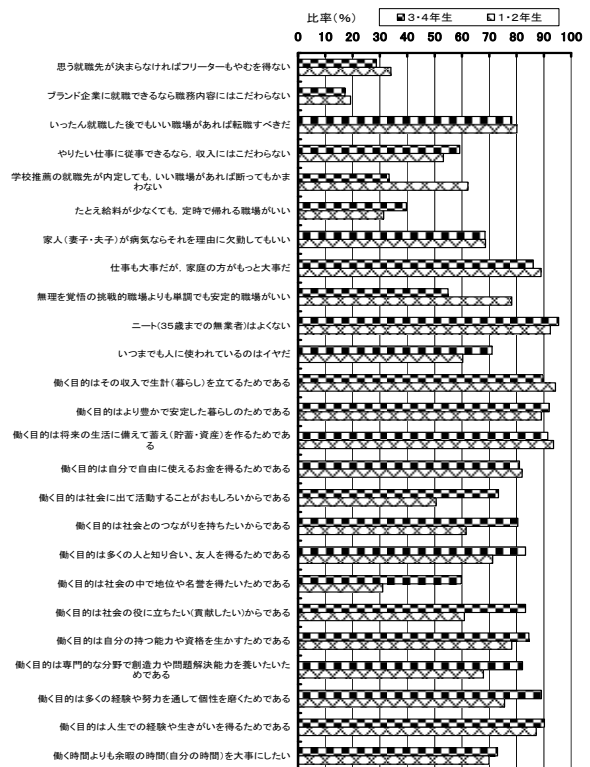 比率(%)
3・4年生 1・2年生
0 10 20 30 40 50 60 70 80 90 100
思う就職先が決まらなければフリーターもやむを得ない
ブランド企業に就職できるなら職務内容にはこだわらない
いったん就職した後でもいい職場があれば転職すべきだ
やりたい仕事に従事できるなら，収入にはこだわらない
学校推薦の就職先が内定しても，いい職場があれば断ってもかま
わない
たとえ給料が少なくても，定時で帰れる職場がいい
家人（妻子・夫子）が病気ならそれを理由に欠勤してもいい
仕事も大事だが，家庭の方がもっと大事だ
無理を覚悟の挑戦的職場よりも単調でも安定的職場がいい
ニート(35歳までの無業者)はよくない
いつまでも人に使われているのはイヤだ
働く目的はその収入で生計（暮らし）を立てるためである
働く目的はより豊かで安定した暮らしのためである
働く目的は将来の生活に備えて蓄え（貯蓄・資産）を作るためであ
る
働く目的は自分で自由に使えるお金を得るためである
働く目的は社会に出て活動することがおもしろいからである
働く目的は社会とのつながりを持ちたいからである
働く目的は多くの人と知り合い、友人を得るためである
働く目的は社会の中で地位や名誉を得たいためである
働く目的は社会の役に立ちたい（貢献したい）からである
働く目的は自分の持つ能力や資格を生かすためである
働く目的は専門的な分野で創造力や問題解決能力を養いたいた
めである
働く目的は多くの経験や努力を通して個性を磨くためである
働く目的は人生での経験や生きがいを得るためである
働く時間よりも余暇の時間（自分の時間）を大事にしたい